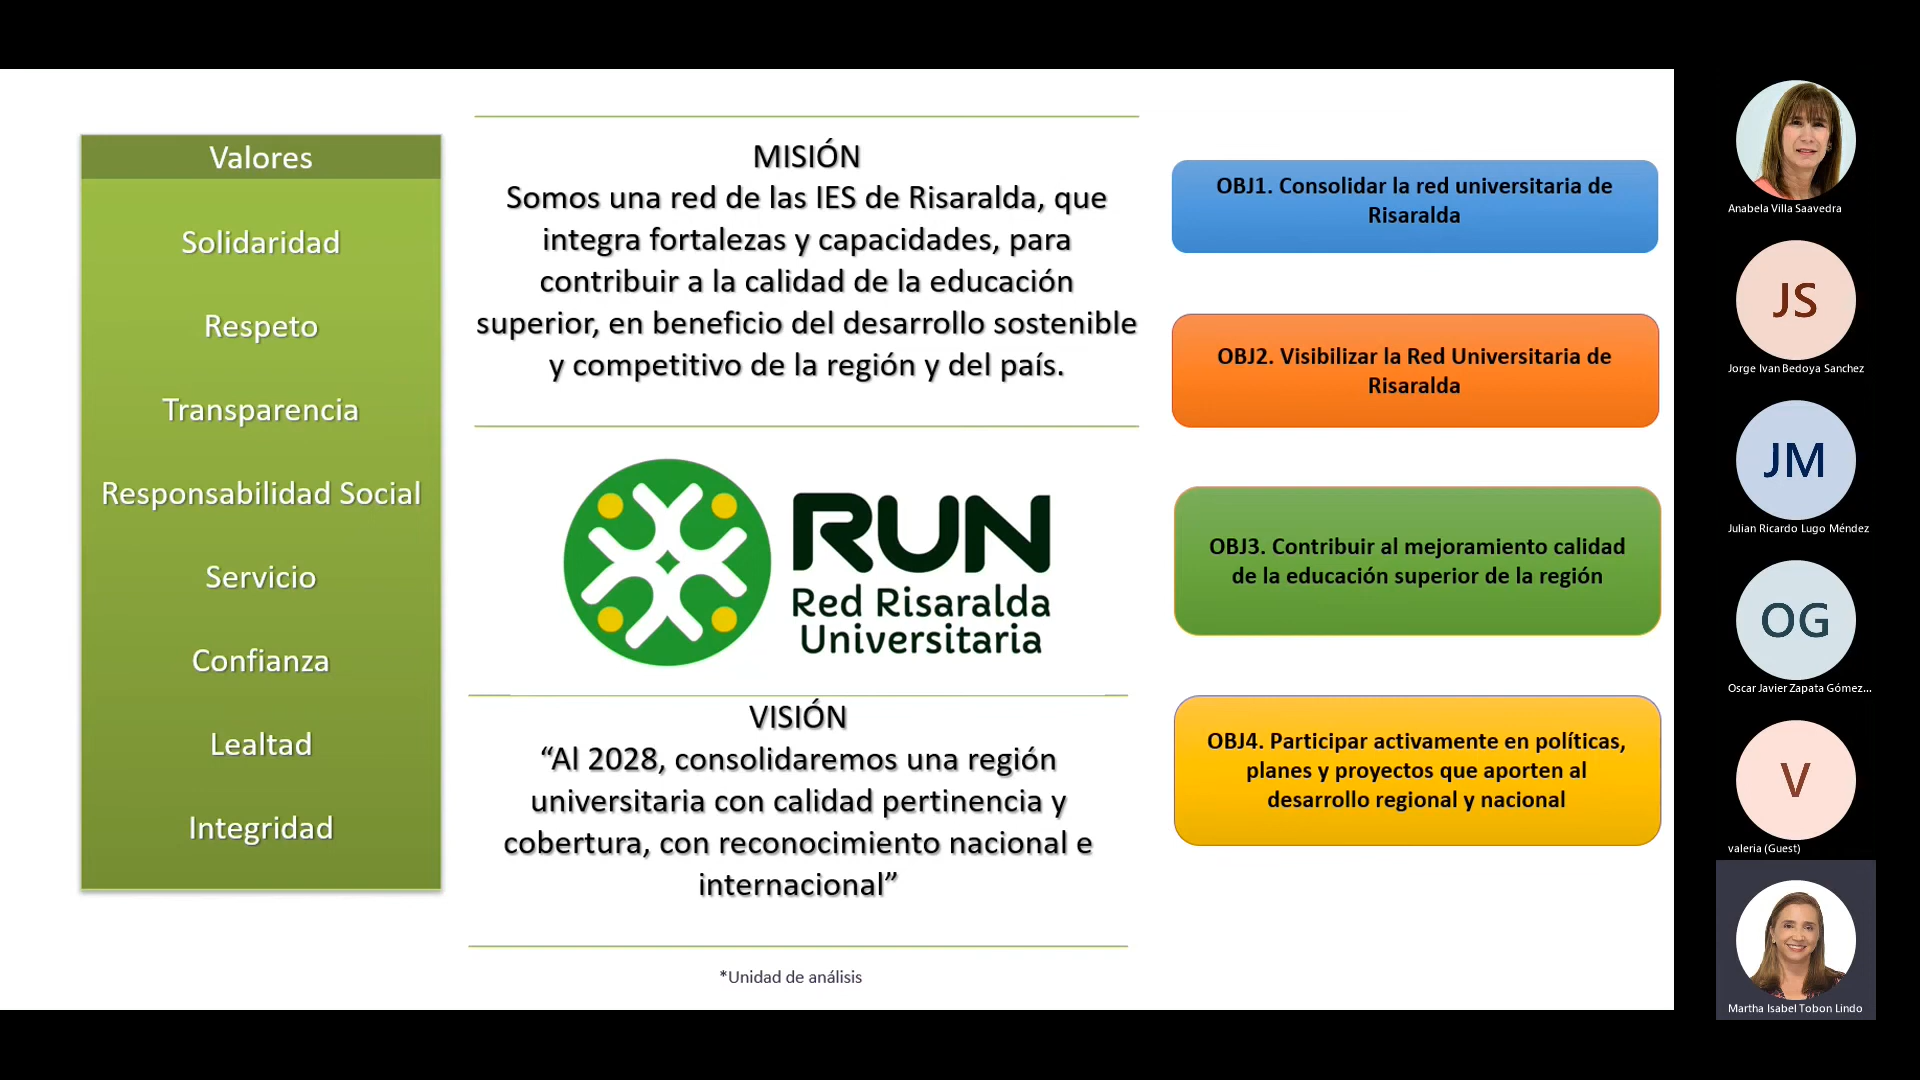 Valores
Solidaridad
Respeto
Transparencia
Responsabilidad Social
Servicio
Confianza
Lealtad
Integridad
MISIÓN
Somos una red de las IES de Risaralda, que
integra fortalezas y capacidades, para
contribuir a la calidad de la educación
superior, en beneficio del desarrollo sostenible
y competitivo de la región y del país.
RUN
Red Risaralda
Universitaria
VISIÓN
“Al 2028, consolidaremos una región
universitaria con calidad pertinencia y
cobertura, con reconocimiento nacional e
internacional”
*Unidad de análisis
OBJ1. Consolidar la red universitaria de
Risaralda
OBJ2. Visibilizar la Red Universitaria de
Risaralda
OBJ3. Contribuir al mejoramiento calidad
de la educación superior de la región
OBJ4. Participar activamente en políticas,
planes y proyectos que aporten al
desarrollo regional y nacional
Anabela Villa Saavedra
JS
Jorge Ivan Bedoya Sanchez
JM
Julian Ricardo Lugo Méndez
OG
Oscar Javier Zapata Gómez...
V
valeria (Guest)
Martha Isabel Tobon Lindo